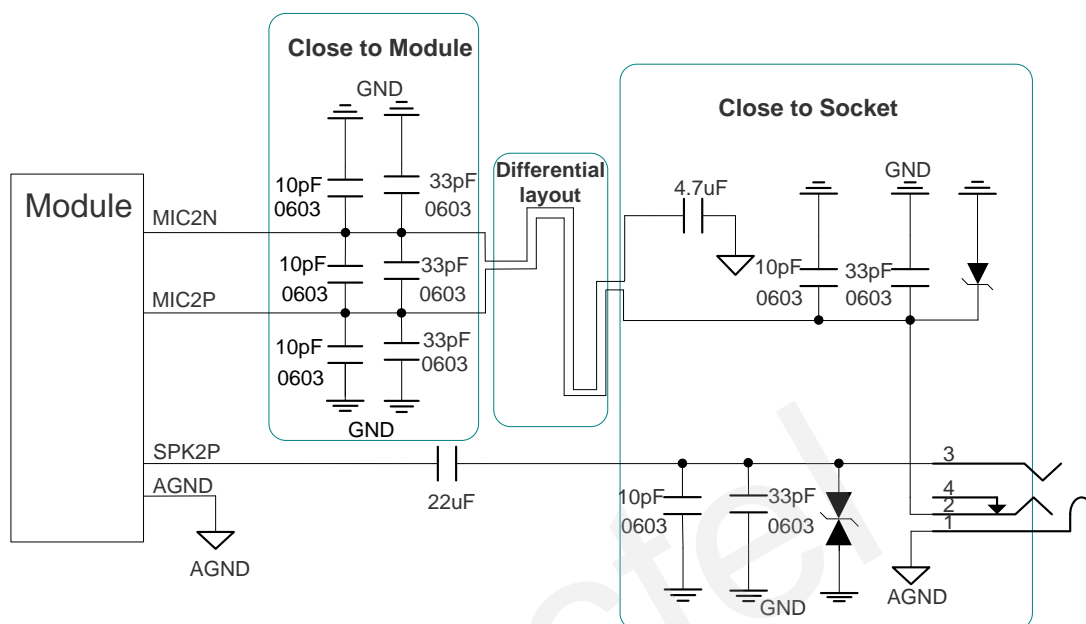 Close to Module
GND
10pF
0603
33pF
0603
Module
MIC2N
10pF
0603
33pF
0603
MIC2P
10pF
0603
33pF
0603
GND
Differential
layout
Close to Socket
4.7uF
GND
10pF
0603
33pF
0603
SPK2P
22uF
AGND
AGND
10pF
0603
33pF
0603
GND
3
4
2
1
AGND